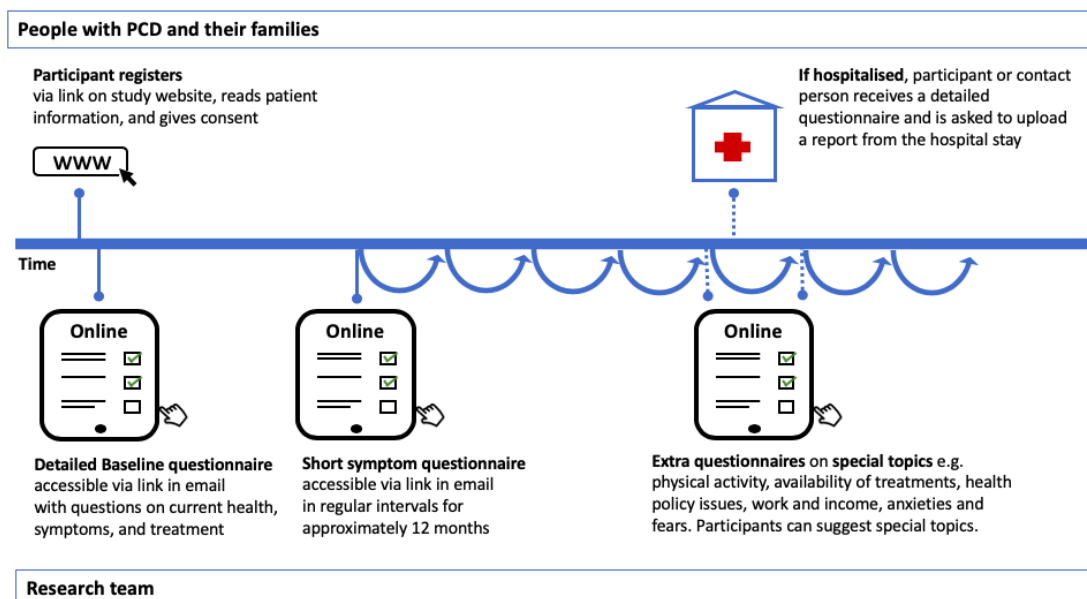 People with PCD and their families
Participant registers
via link on study website, reads patient
information, and gives consent
www
If hospitalised, participant or contact
person receives a detailed
questionnaire and is asked to upload
a report from the hospital stay
Time
Online
Detailed Baseline questionnaire
accessible via link in email
with questions on current health,
symptoms, and treatment
Online
Short symptom questionnaire
accessible via link in email
in regular intervals for
approximately 12 months
Online
Extra questionnaires on special topics e.g.
physical activity, availability of treatments, health
policy issues, work and income, anxieties and
fears. Participants can suggest special topics.
Research team